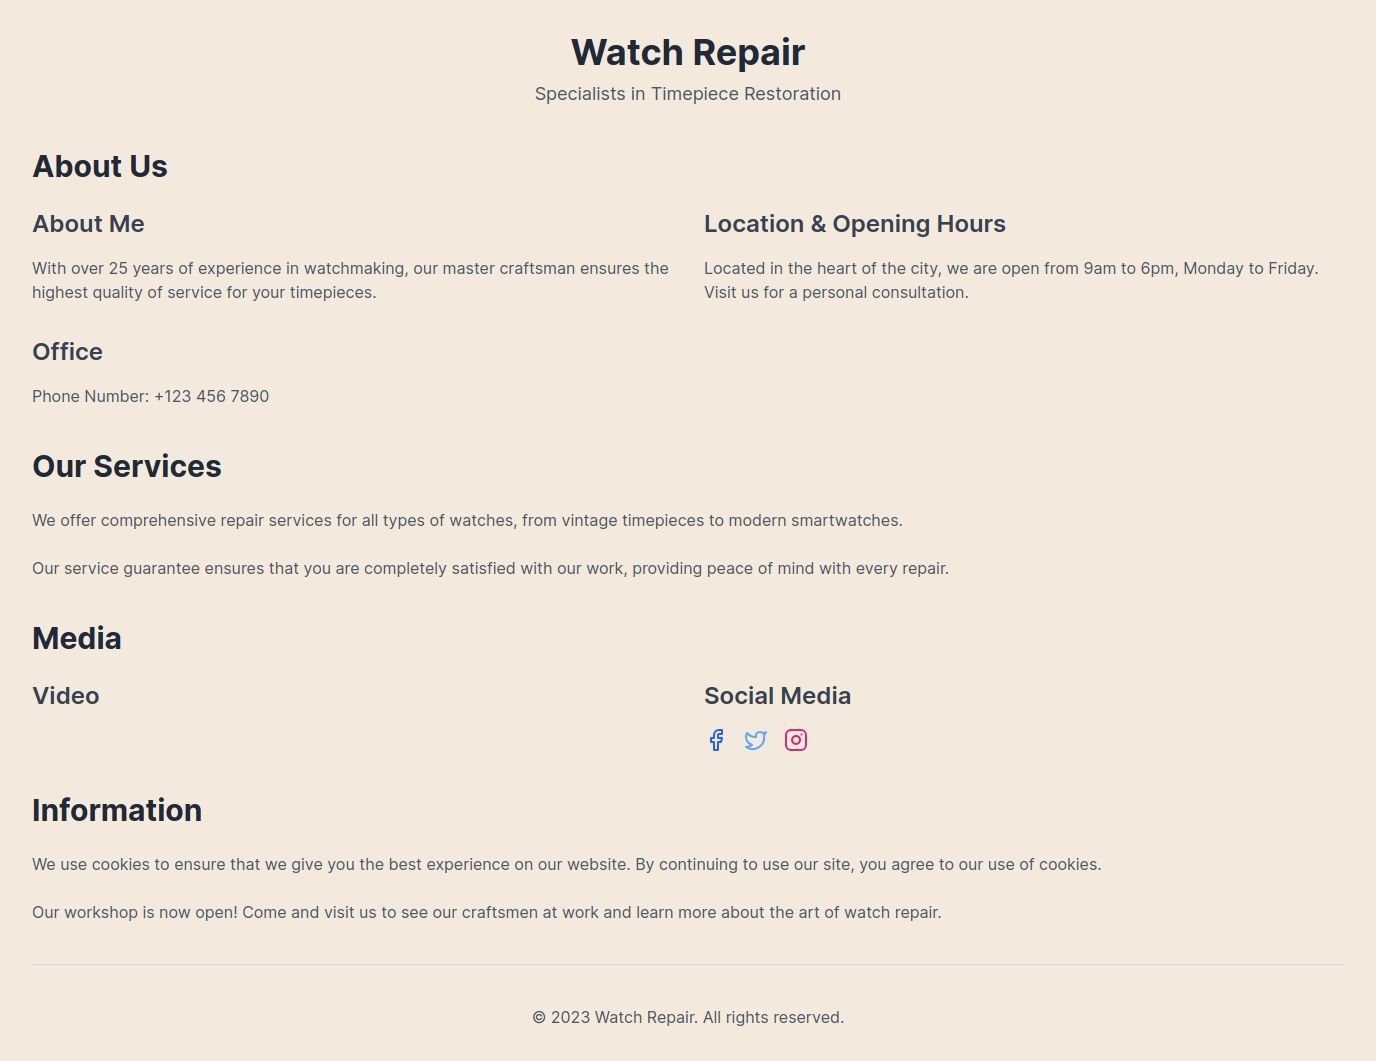 Watch Repair
Specialists in Timepiece Restoration
About Us
About Me
With over 25 years of experience in watchmaking, our master craftsman ensures the
highest quality of service for your timepieces.
Location & Opening Hours
Located in the heart of the city, we are open from 9am to 6pm, Monday to Friday.
Visit us for a personal consultation.
Office
Phone Number: +123 456 7890
Our Services
We offer comprehensive repair services for all types of watches, from vintage timepieces to modern smartwatches.
Our service guarantee ensures that you are completely satisfied with our work, providing peace of mind with every repair.
Media
Video
Social Media
Information
We use cookies to ensure that we give you the best experience on our website. By continuing to use our site, you agree to our use of cookies.
Our workshop is now open! Come and visit us to see our craftsmen at work and learn more about the art of watch repair.
© 2023 Watch Repair. All rights reserved.